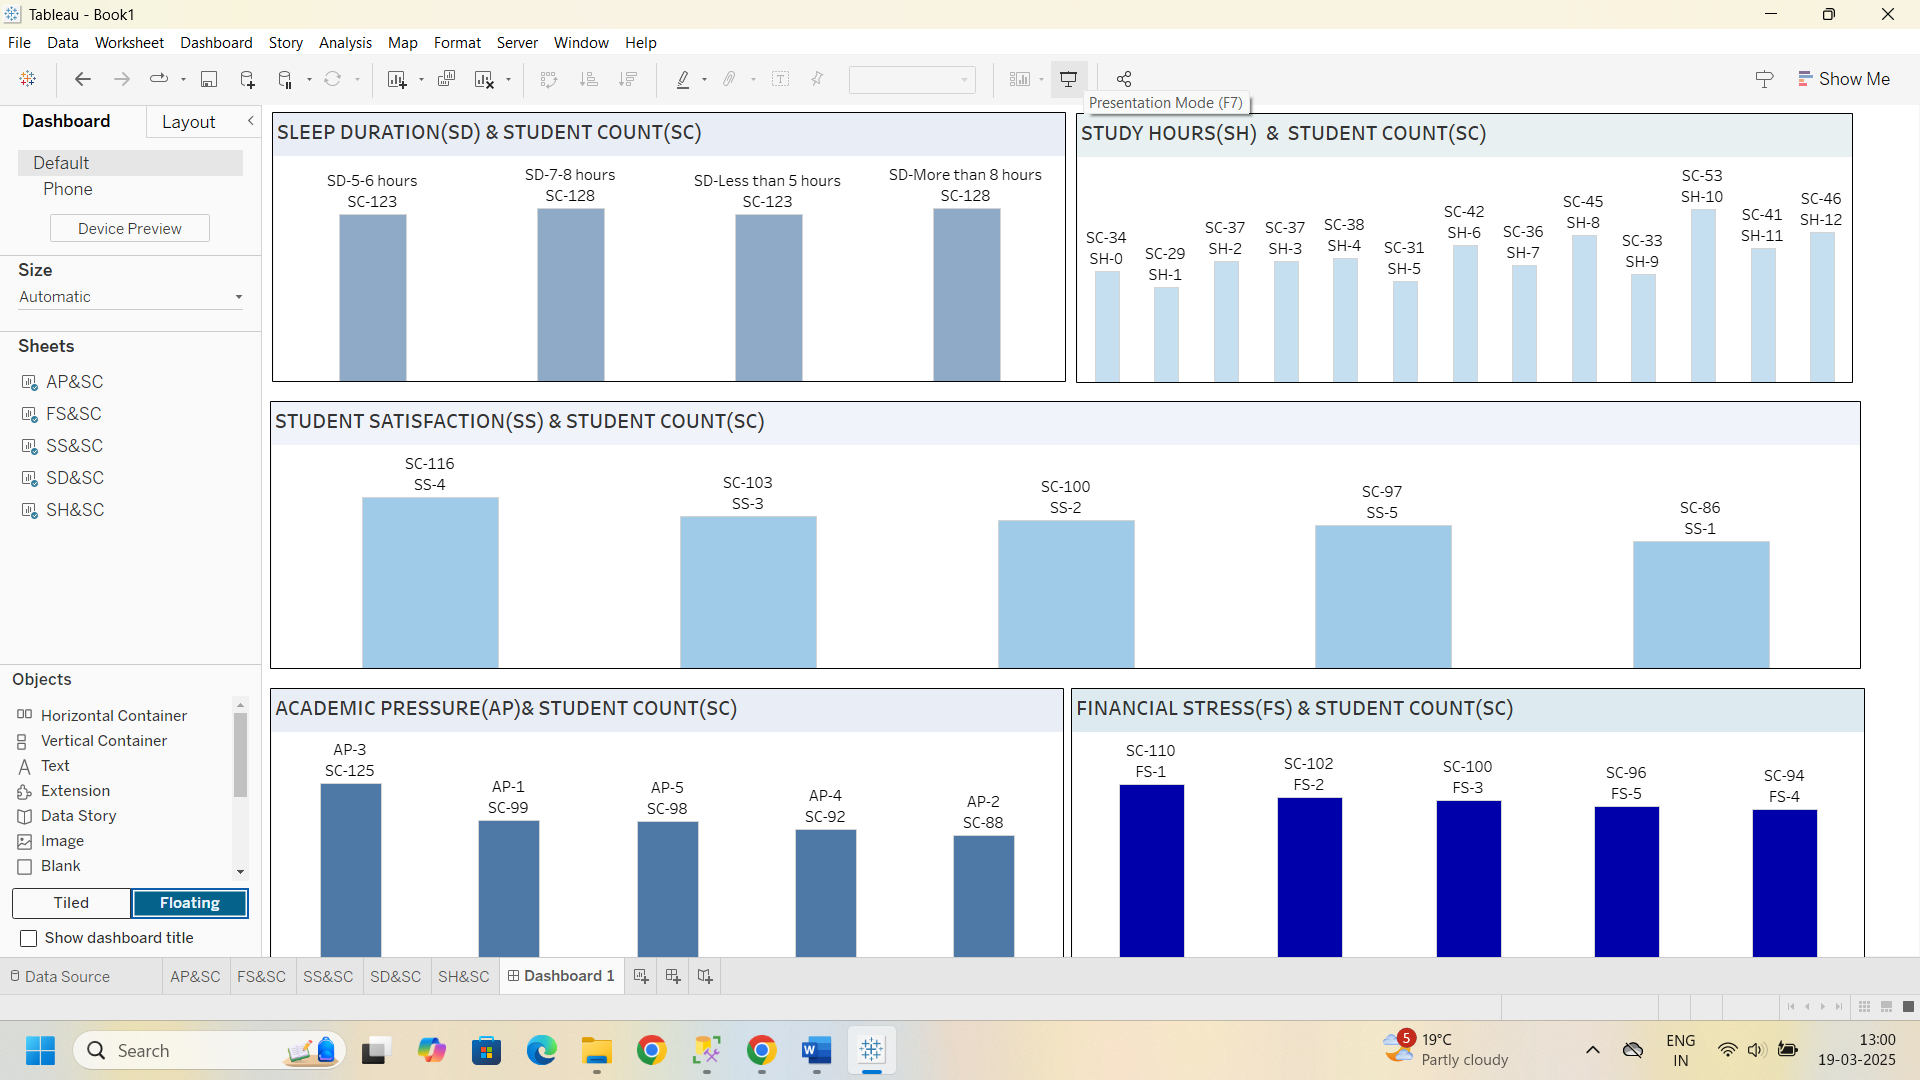 Tableau - Book1
File Data Worksheet Dashboard Story Analysis Map Format Server Window Help
Show Me
Presentation Mode (F7)
Dashboard Layout
Default
Phone
Device Preview
Size
Automatic
Sheets
AP&SC
FS&SC
SS&SC
SD&SC
SH&SC
Objects
Horizontal Container
Vertical Container
Text
Extension
Data Story
Image
Blank
Tiled Floating
Show dashboard title
SLEEP DURATION(SD) & STUDENT COUNT(SC)
SD-5-6 hours
SC-123
SD-7-8 hours
SC-128
SD-Less than 5 hours
SC-123
SD-More than 8 hours
SC-128
STUDY HOURS(SH) & STUDENT COUNT(SC)
SC-34
SH-0
SC-29
SH-1
SC-37
SH-2
SC-37
SH-3
SC-38
SH-4
SC-31
SH-5
SC-42
SH-6
SC-36
SH-7
SC-45
SH-8
SC-33
SH-9
SC-53
SH-10
SC-41
SH-11
SC-46
SH-12
STUDENT SATISFACTION(SS) & STUDENT COUNT(SC)
SC-116
SS-4
SC-103
SS-3
SC-100
SS-2
SC-97
SS-5
SC-86
SS-1
ACADEMIC PRESSURE(AP)& STUDENT COUNT(SC)
AP-3
SC-125
AP-1
SC-99
AP-5
SC-98
AP-4
SC-92
AP-2
SC-88
FINANCIAL STRESS(FS) & STUDENT COUNT(SC)
SC-110
FS-1
SC-102
FS-2
SC-100
FS-3
SC-96
FS-5
SC-94
FS-4
Data Source AP&SC FS&SC SS&SC SD&SC SH&SC Dashboard 1
Search
5
19°C
Partly cloudy
ENG
IN
13:00
19-03-2025